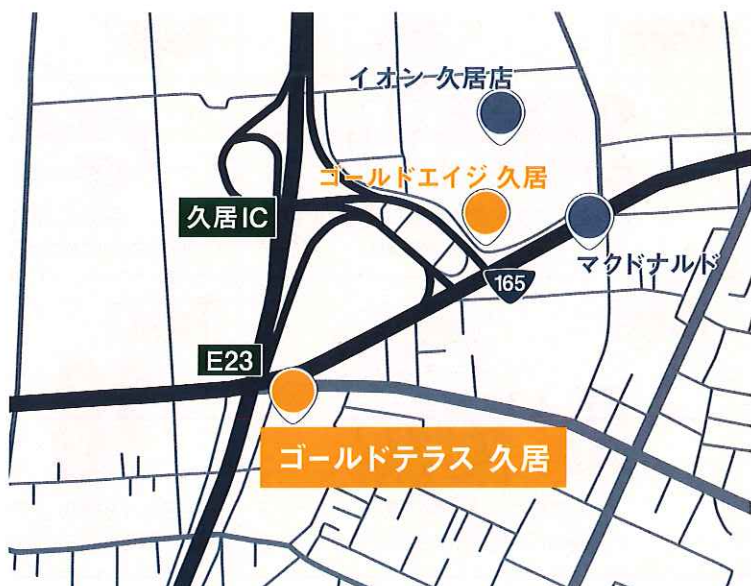 イオン 久居店
ゴールドエイジ 久居
久居IC
マクドナルド
165
E23
ゴールドテラス 久居